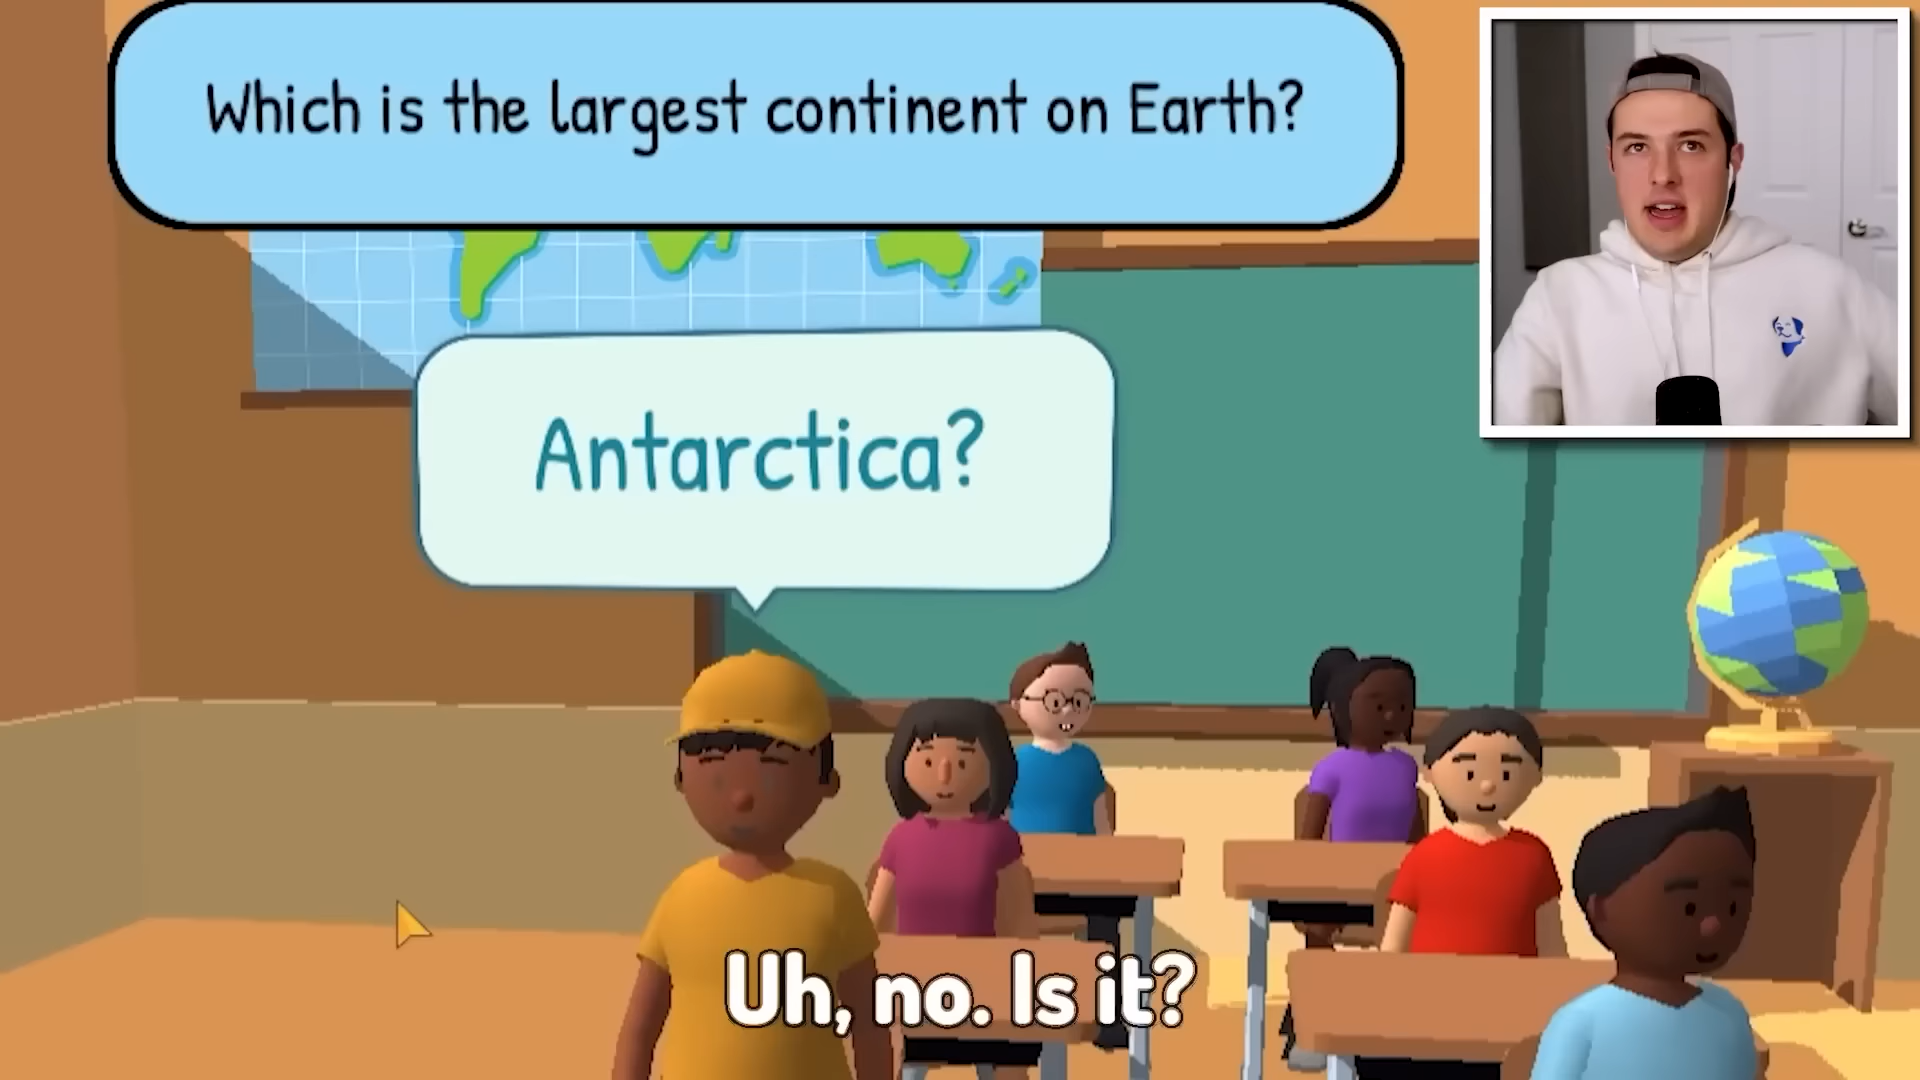 Which is the largest continent on Earth?
Antarctica?
Uh, no. Is it?